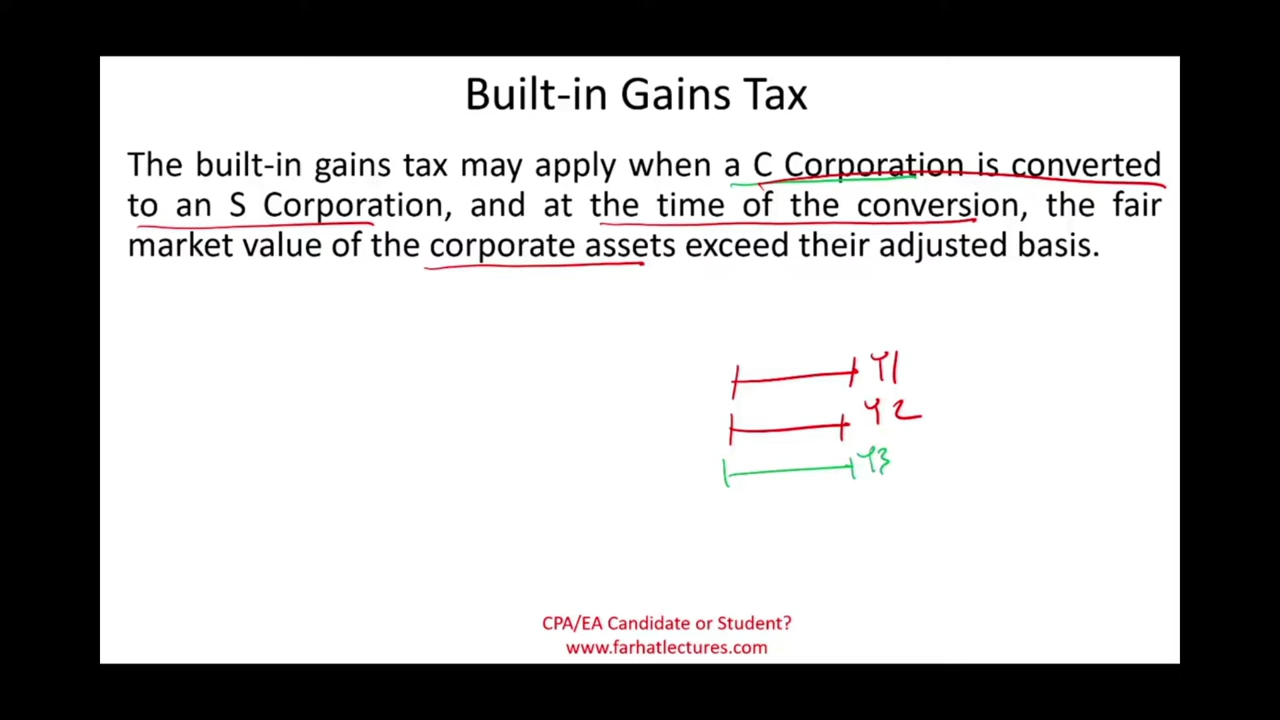 Built-in Gains Tax
The built-in gains tax may apply when a C Corporation is converted
to an S Corporation, and at the time of the conversion, the fair
market value of the corporate assets exceed their adjusted basis.
Y1
Y2
Y3
CPA/EA Candidate or Student?
www.farhatlectures.com